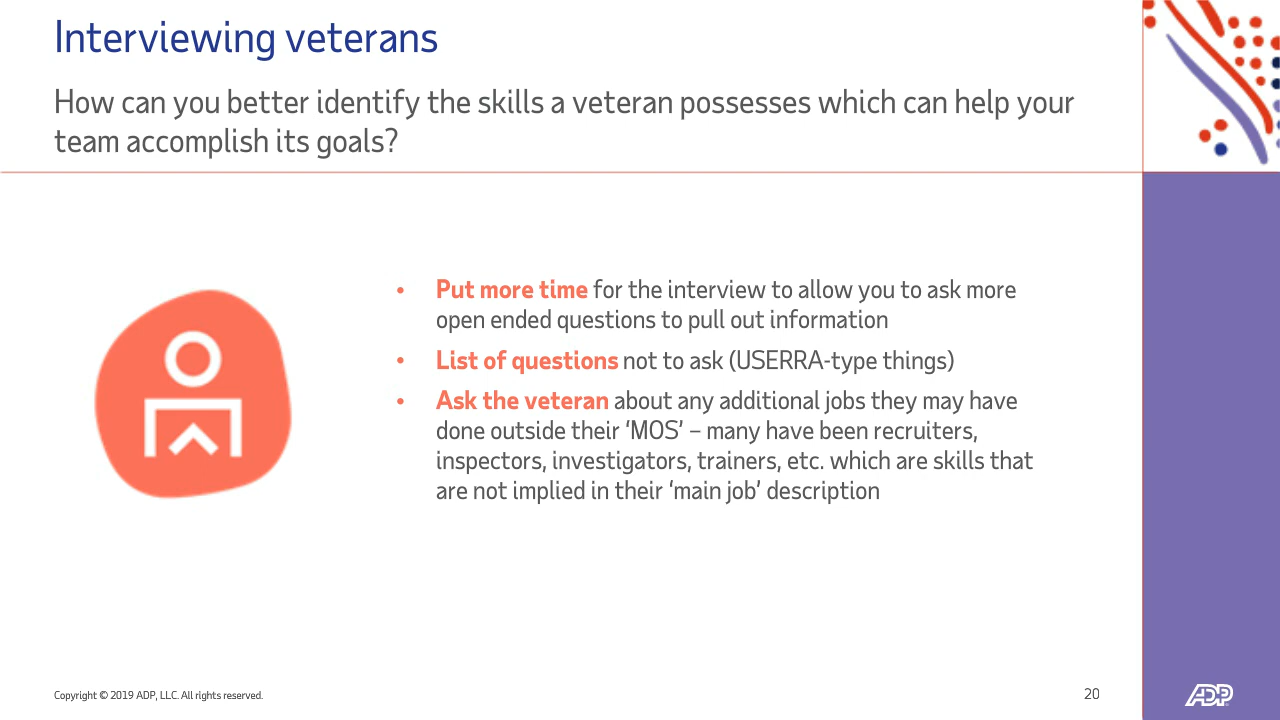 Interviewing veterans
How can you better identify the skills a veteran possesses which can help your
team accomplish its goals?
• Put more time for the interview to allow you to ask more
open ended questions to pull out information
• List of questions not to ask (USERRA-type things)
• Ask the veteran about any additional jobs they may have
done outside their ‘MOS’ – many have been recruiters,
inspectors, investigators, trainers, etc. which are skills that
are not implied in their ‘main job’ description
Copyright © 2019 ADP, LLC. All rights reserved.
20
ADP